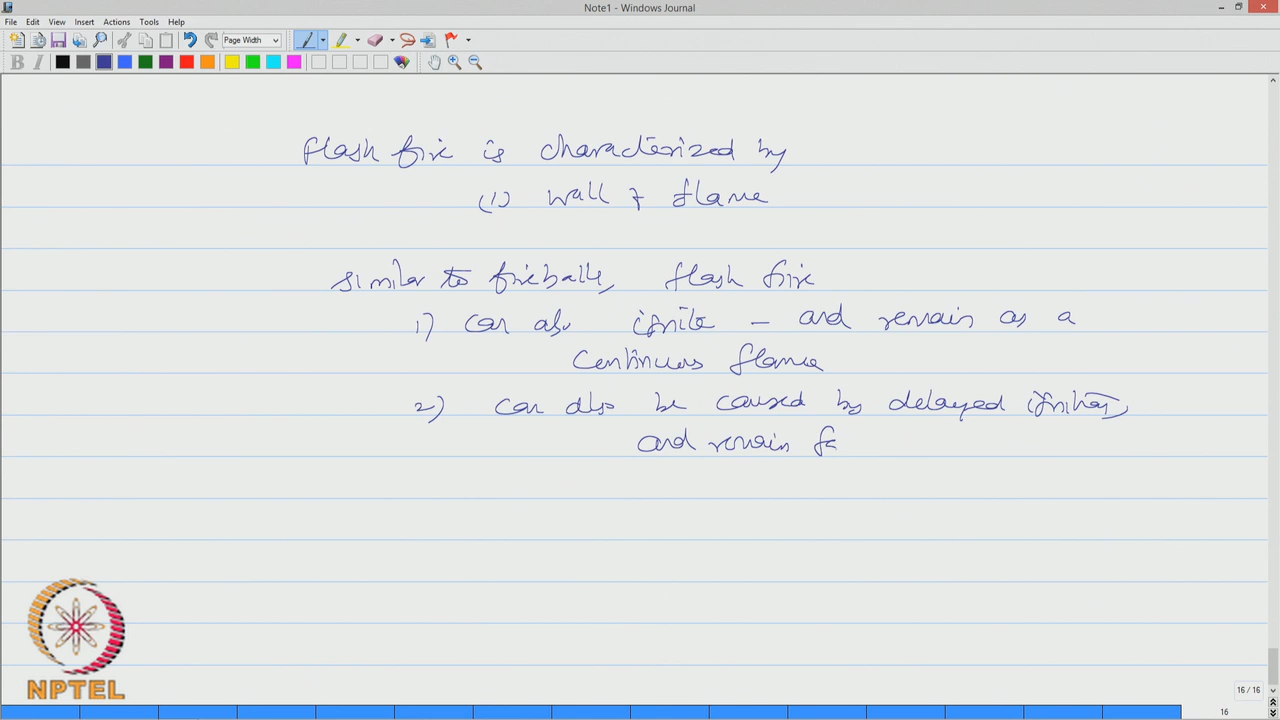 Note1 - Windows Journal
File Edit View Insert Actions Tools Help
Page Width
B I
flash fire is characterized by
(1) wall of flame
similar to fireballs, flash fire
1) can also ignite - and remain as a
continuous flame
2) can also be caused by delayed ignition,
and remain fa
NPTEL
16 / 16
16